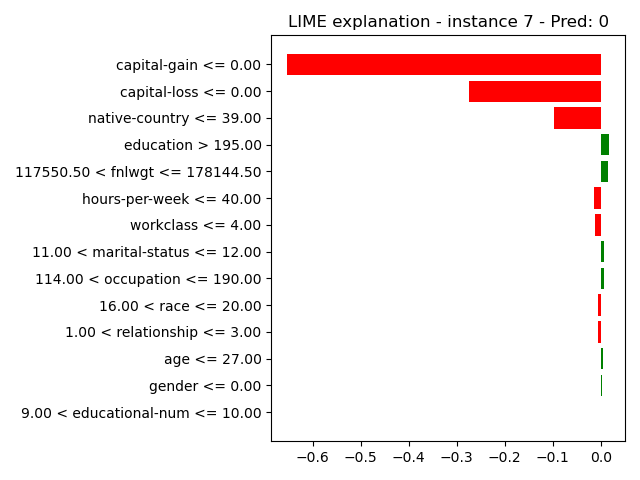 LIME explanation - instance 7 - Pred: 0
capital-gain <= 0.00
capital-loss <= 0.00
native-country <= 39.00
education > 195.00
117550.50 < fnlwgt <= 178144.50
hours-per-week <= 40.00
workclass <= 4.00
11.00 < marital-status <= 12.00
114.00 < occupation <= 190.00
16.00 < race <= 20.00
1.00 < relationship <= 3.00
age <= 27.00
gender <= 0.00
9.00 < educational-num <= 10.00
−0.6 −0.5 −0.4 −0.3 −0.2 −0.1 0.0